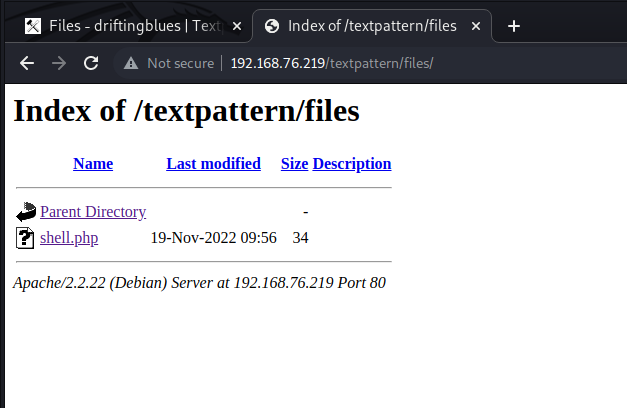 Files - driftingblues | Text
Index of /textpattern/files
Not secure | 192.168.76.219/textpattern/files/
Index of /textpattern/files
Name Last modified Size Description
Parent Directory -
shell.php 19-Nov-2022 09:56 34
Apache/2.2.22 (Debian) Server at 192.168.76.219 Port 80